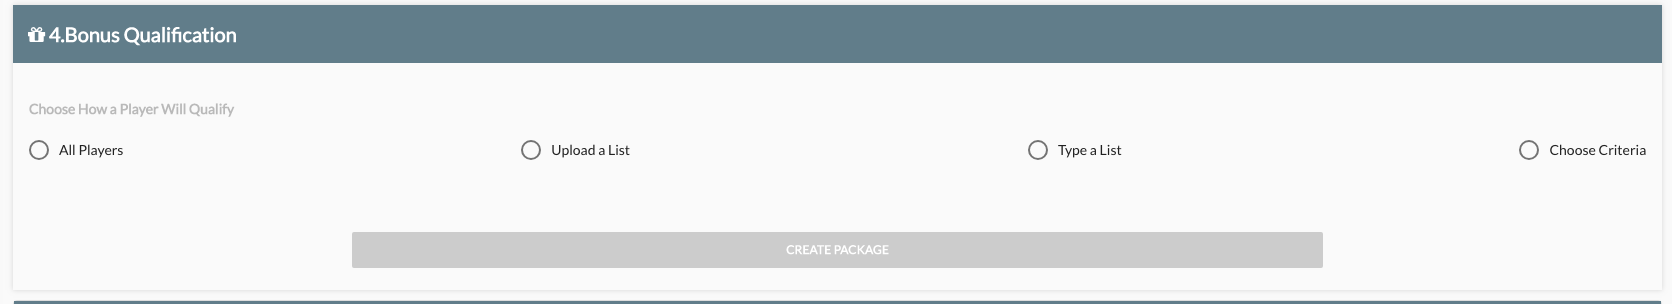 4.Bonus Qualification
Choose How a Player Will Qualify
All Players Upload a List Type a List Choose Criteria
CREATE PACKAGE